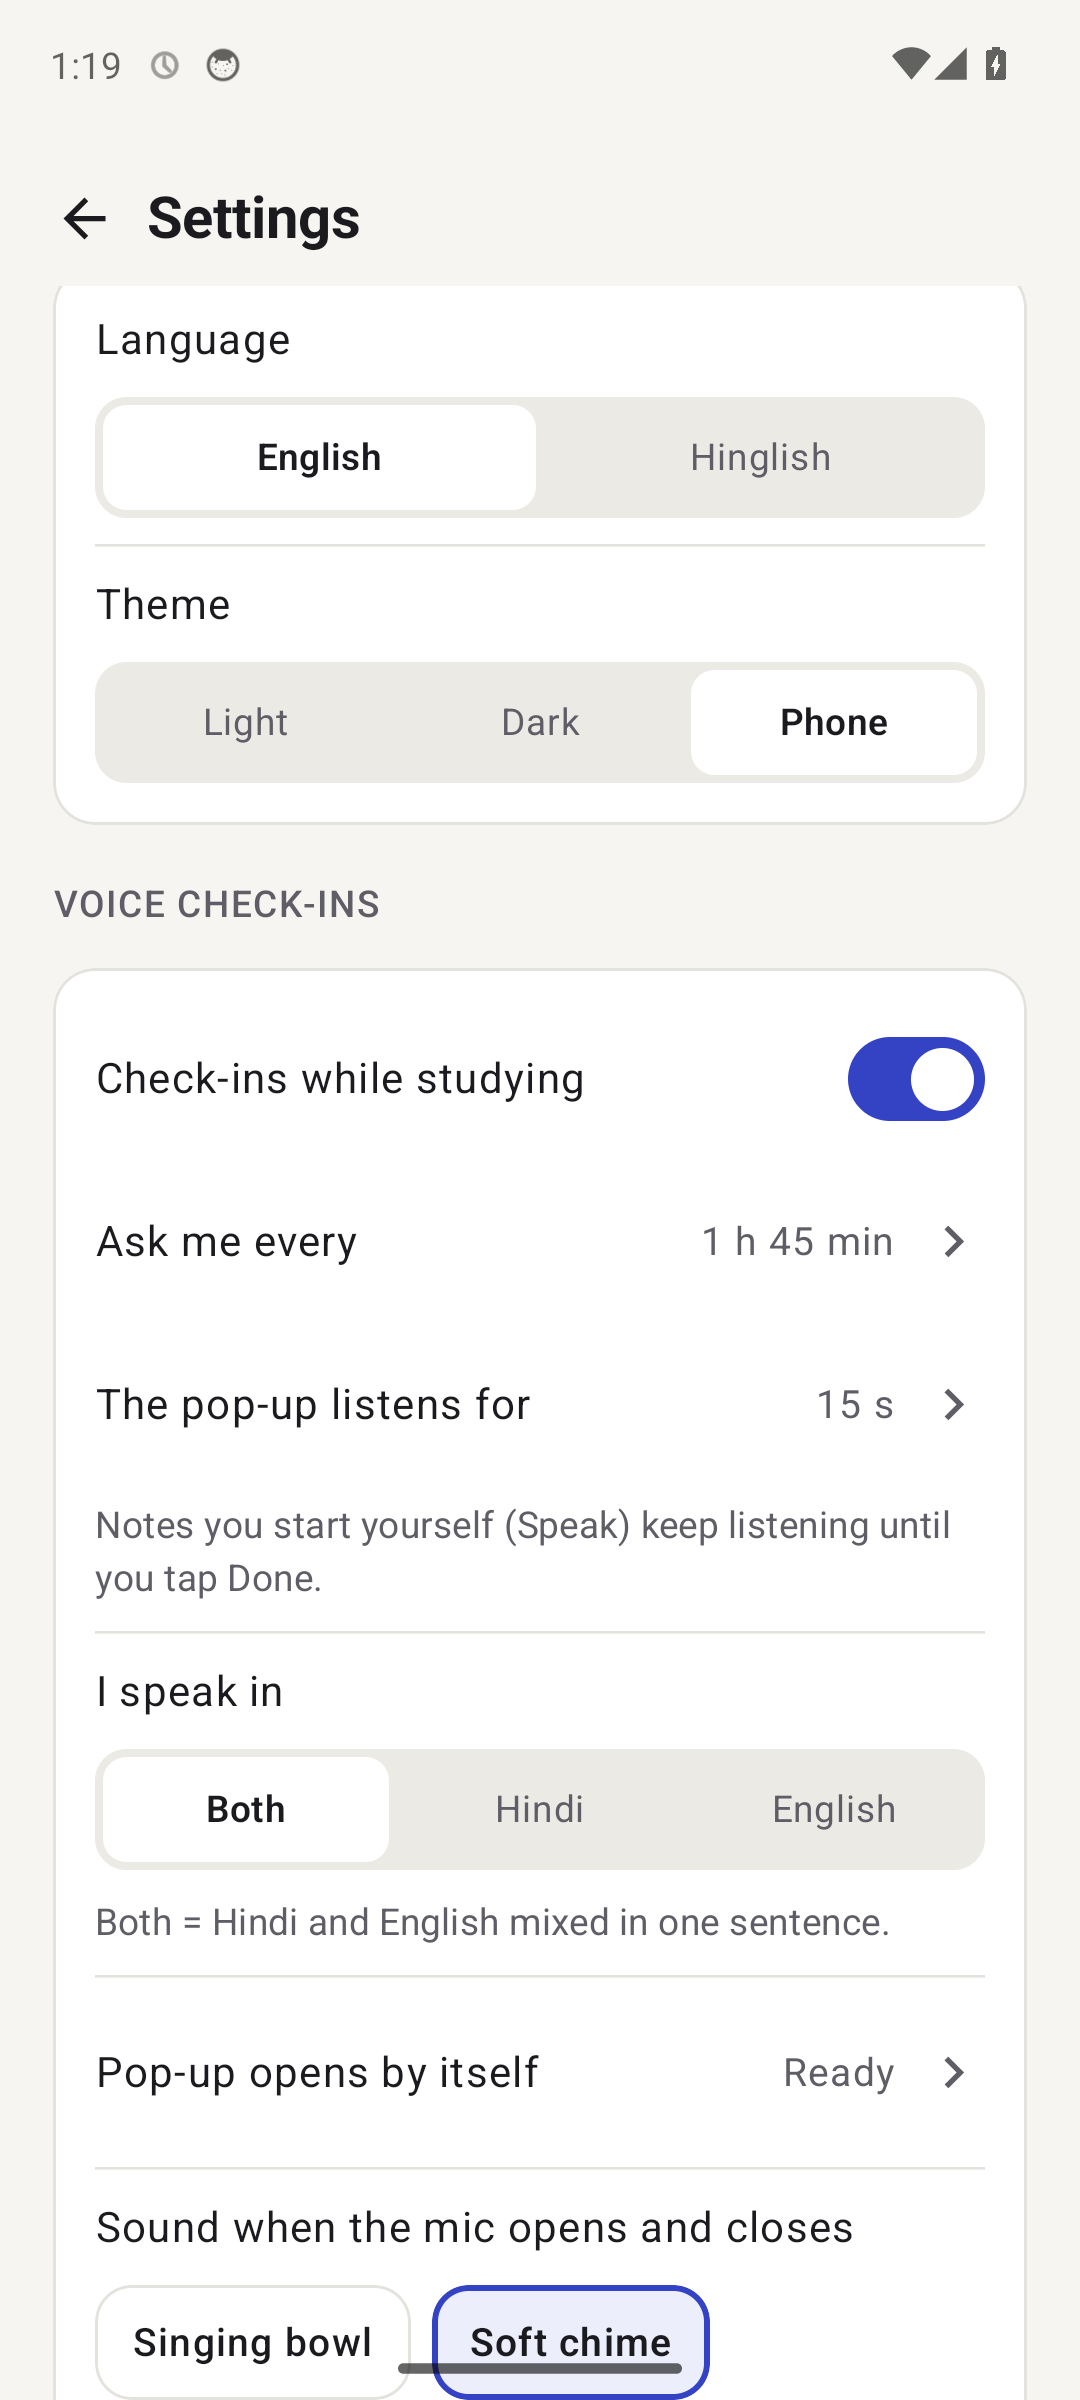 1:19
Settings
Language
English
Hinglish
Theme
Light
Dark
Phone
VOICE CHECK-INS
Check-ins while studying
Ask me every
1 h 45 min
The pop-up listens for
15 s
Notes you start yourself (Speak) keep listening until
you tap Done.
I speak in
Both
Hindi
English
Both = Hindi and English mixed in one sentence.
Pop-up opens by itself
Ready
Sound when the mic opens and closes
Singing bowl
Soft chime